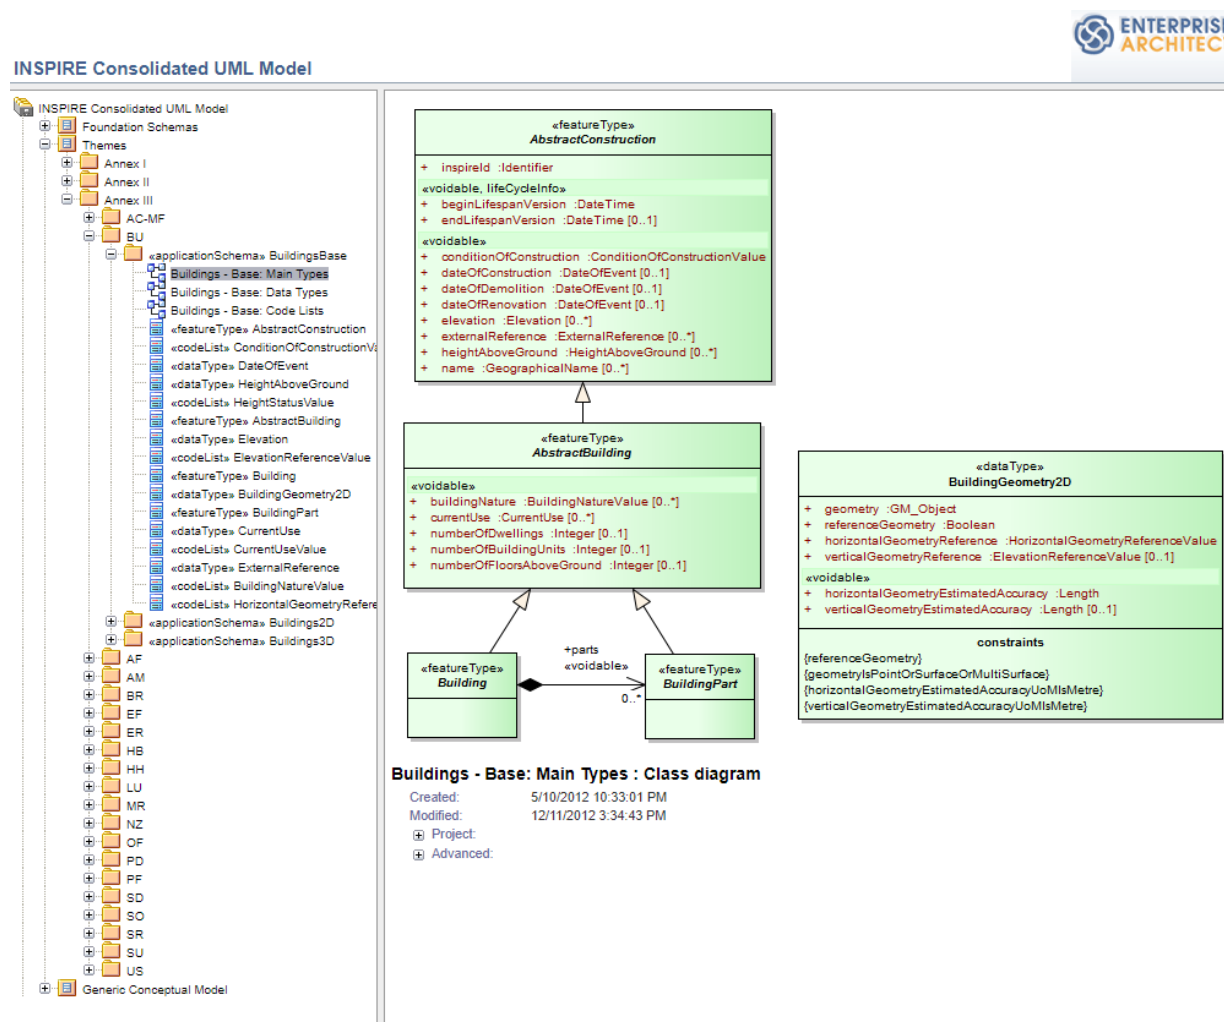 ENTERPRISE
ARCHITECT
INSPIRE Consolidated UML Model
INSPIRE Consolidated UML Model
Foundation Schemas
Themes
Annex I
Annex II
Annex III
AC-MF
BU
«applicationSchema» BuildingsBase
Buildings - Base: Main Types
Buildings - Base: Data Types
Buildings - Base: Code Lists
«featureType» AbstractConstruction
«codeList» ConditionOfConstructionVa
«dataType» DateOfEvent
«dataType» HeightAboveGround
«codeList» HeightStatusValue
«featureType» AbstractBuilding
«dataType» Elevation
«codeList» ElevationReferenceValue
«featureType» Building
«dataType» BuildingGeometry2D
«featureType» BuildingPart
«dataType» CurrentUse
«codeList» CurrentUseValue
«dataType» ExternalReference
«codeList» BuildingNatureValue
«codeList» HorizontalGeometryRefere
«applicationSchema» Buildings2D
«applicationSchema» Buildings3D
AF
AM
BR
EF
ER
HB
HH
LU
MR
NZ
OF
PD
PF
SD
SO
SR
SU
US
Generic Conceptual Model
«featureType»
AbstractConstruction
+ inspireId :Identifier
«voidable, lifeCycleInfo»
+ beginLifespanVersion :DateTime
+ endLifespanVersion :DateTime [0..1]
«voidable»
+ conditionOfConstruction :ConditionOfConstructionValue
+ dateOfConstruction :DateOfEvent [0..1]
+ dateOfDemolition :DateOfEvent [0..1]
+ dateOfRenovation :DateOfEvent [0..1]
+ elevation :Elevation [0..*]
+ externalReference :ExternalReference [0..*]
+ heightAboveGround :HeightAboveGround [0..*]
+ name :GeographicalName [0..*]
«featureType»
AbstractBuilding
«voidable»
+ buildingNature :BuildingNatureValue [0..*]
+ currentUse :CurrentUse [0..*]
+ numberOfDwellings :Integer [0..1]
+ numberOfBuildingUnits :Integer [0..1]
+ numberOfFloorsAboveGround :Integer [0..1]
«featureType»
Building
+parts
«voidable»
0..*
«featureType»
BuildingPart
«dataType»
BuildingGeometry2D
+ geometry :GM_Object
+ referenceGeometry :Boolean
+ horizontalGeometryReference :HorizontalGeometryReferenceValue
+ verticalGeometryReference :ElevationReferenceValue [0..1]
«voidable»
+ horizontalGeometryEstimatedAccuracy :Length
+ verticalGeometryEstimatedAccuracy :Length [0..1]
constraints
{referenceGeometry}
{geometryIsPointOrSurfaceOrMultiSurface}
{horizontalGeometryEstimatedAccuracyUoMIsMetre}
{verticalGeometryEstimatedAccuracyUoMIsMetre}
Buildings - Base: Main Types : Class diagram
Created: 5/10/2012 10:33:01 PM
Modified: 12/11/2012 3:34:43 PM
Project:
Advanced: